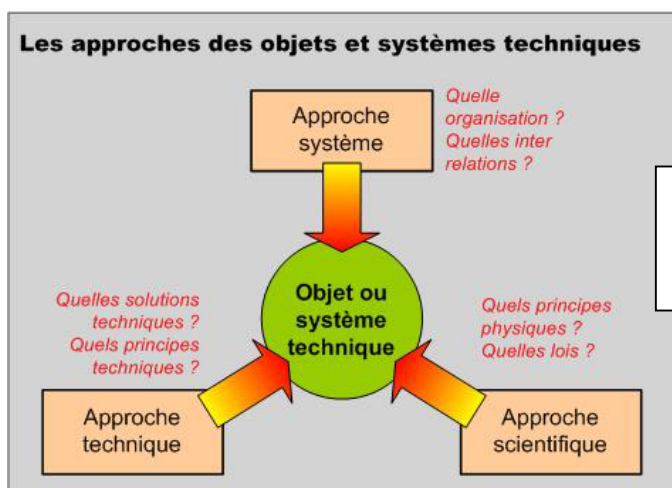 Les approches des objets et systèmes techniques
Approche
système
Quelle
organisation ?
Quelles inter
relations ?
Quelles solutions
techniques ?
Quels principes
techniques ?
Objet ou
système
technique
Quels principes
physiques ?
Quelles lois ?
Approche
technique
Approche
scientifique